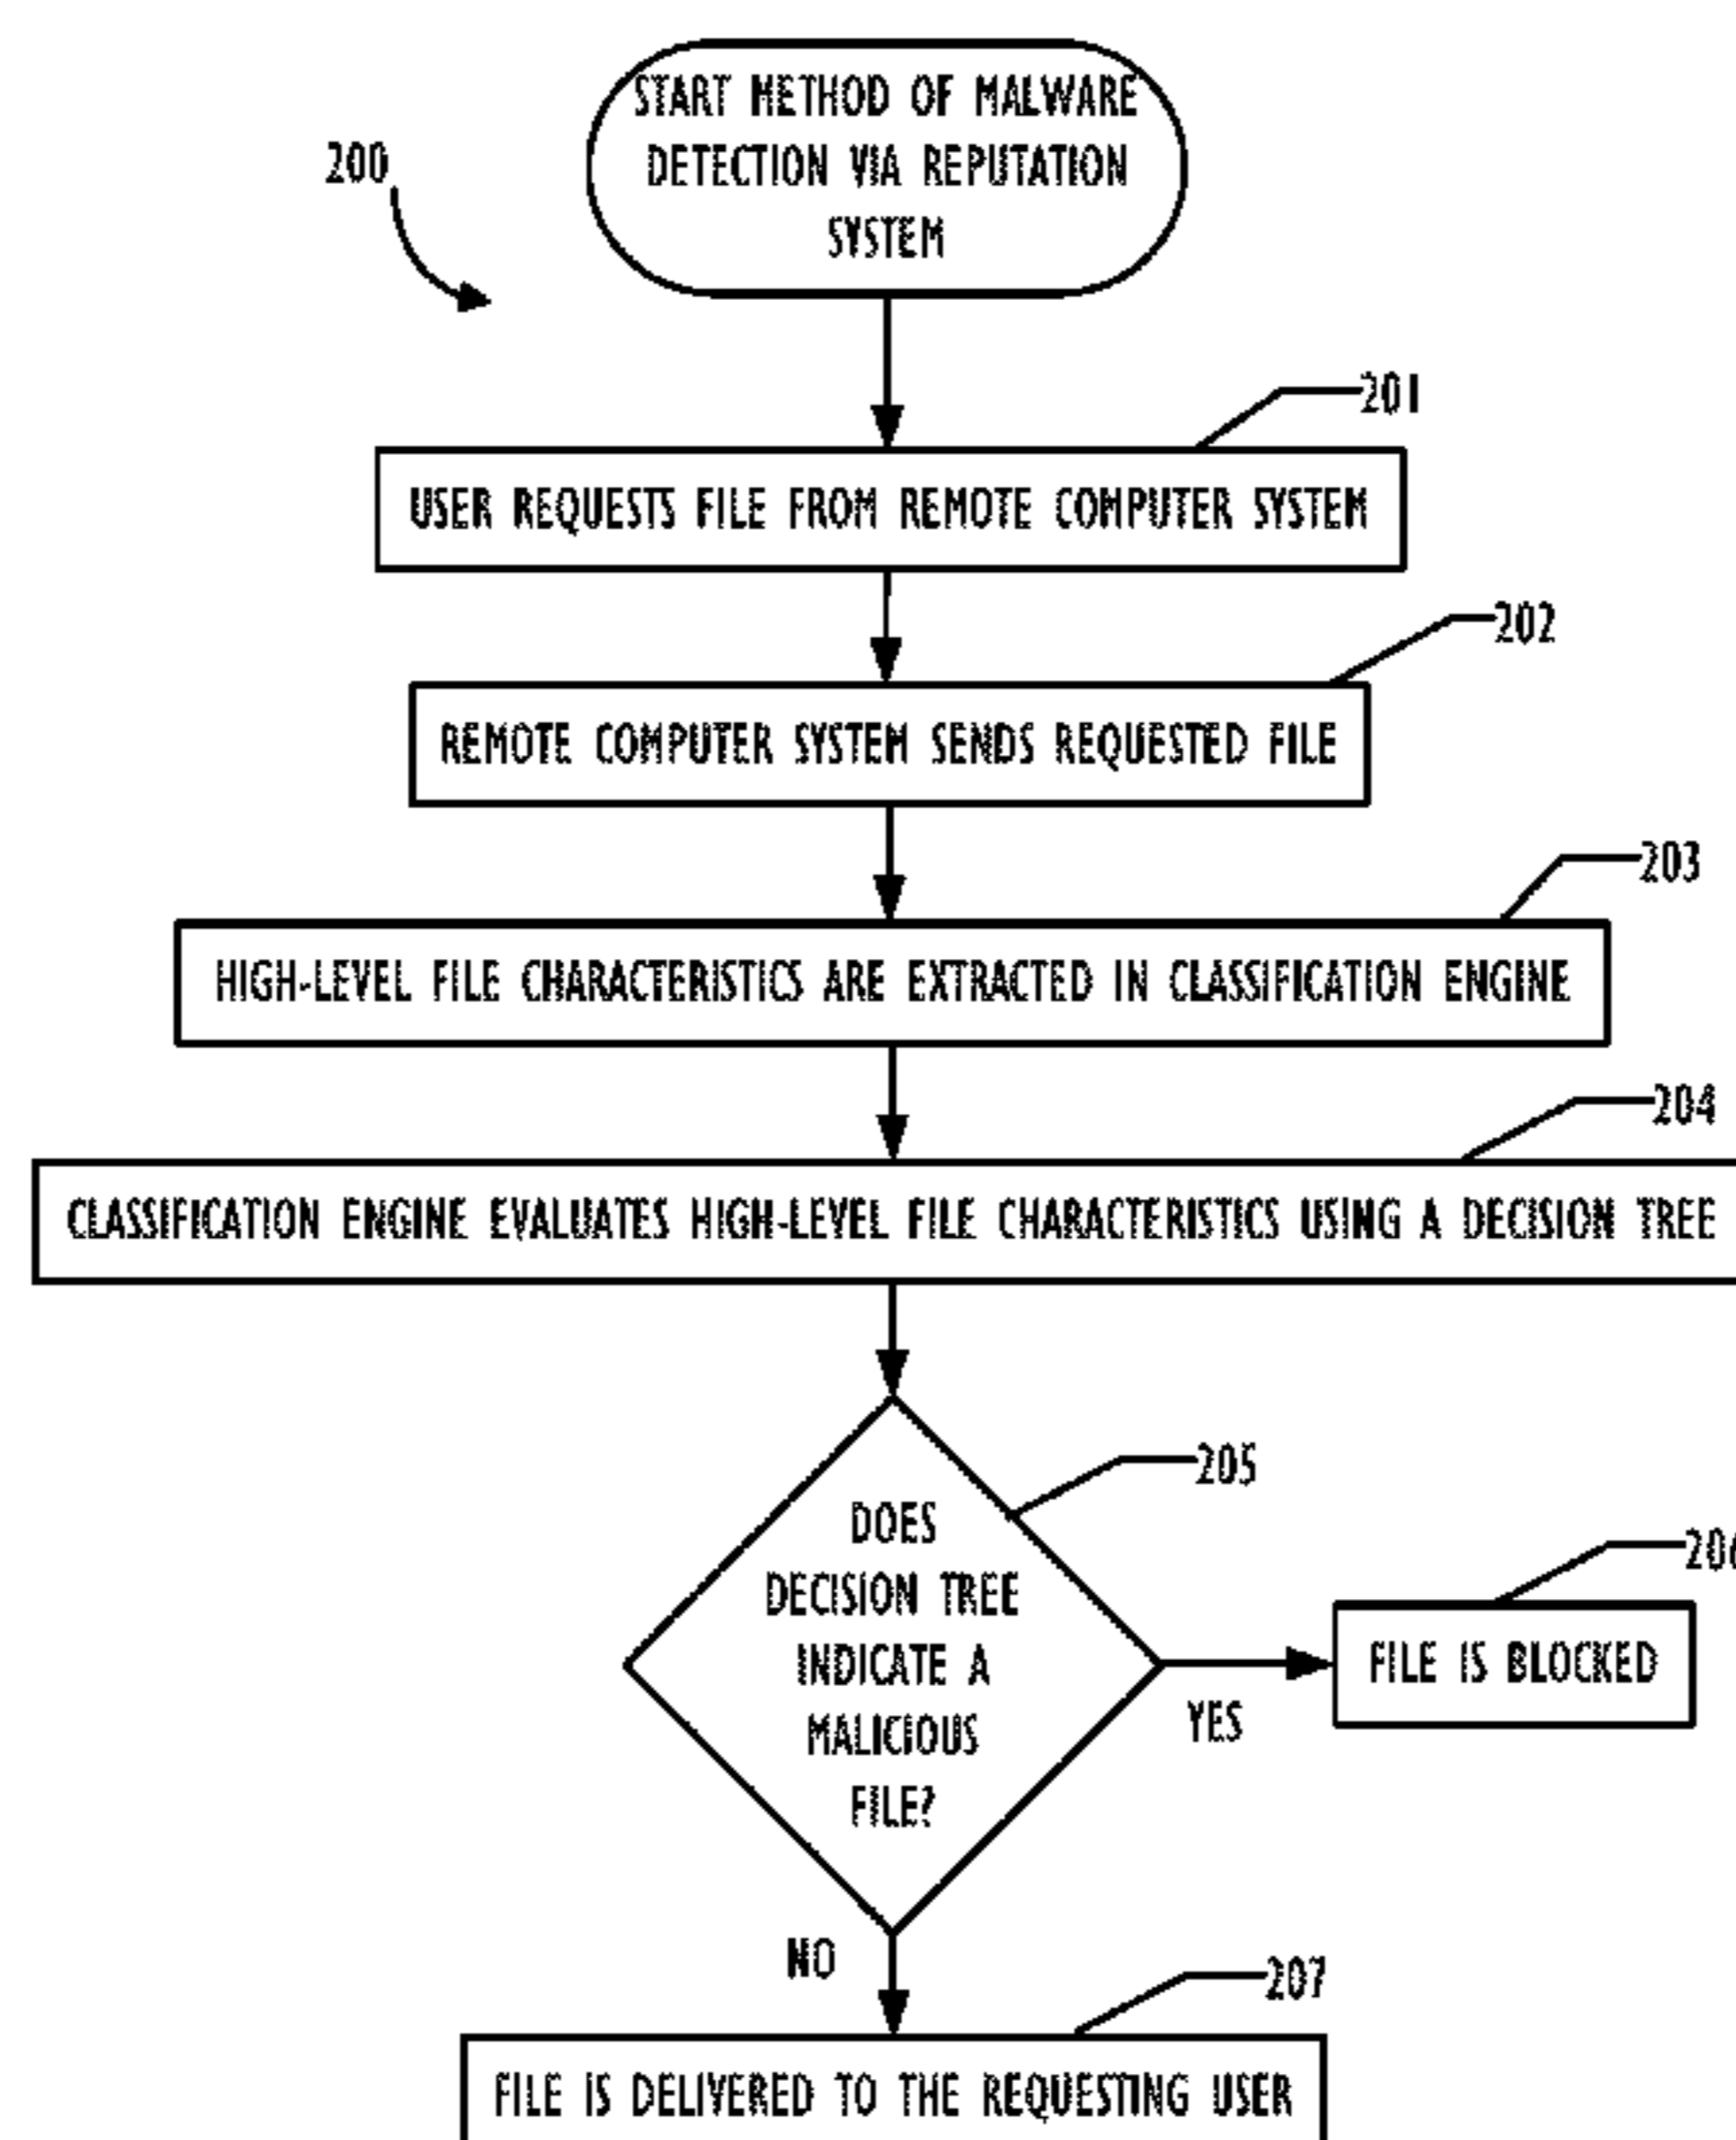 START METHOD OF MALWARE
DETECTION VIA REPUTATION
SYSTEM
200
201
USER REQUESTS FILE FROM REMOTE COMPUTER SYSTEM
202
REMOTE COMPUTER SYSTEM SENDS REQUESTED FILE
203
HIGH-LEVEL FILE CHARACTERISTICS ARE EXTRACTED IN CLASSIFICATION ENGINE
204
CLASSIFICATION ENGINE EVALUATES HIGH-LEVEL FILE CHARACTERISTICS USING A DECISION TREE
205
DOES
DECISION TREE
INDICATE A
MALICIOUS
FILE?
206
FILE IS BLOCKED
YES
NO
207
FILE IS DELIVERED TO THE REQUESTING USER